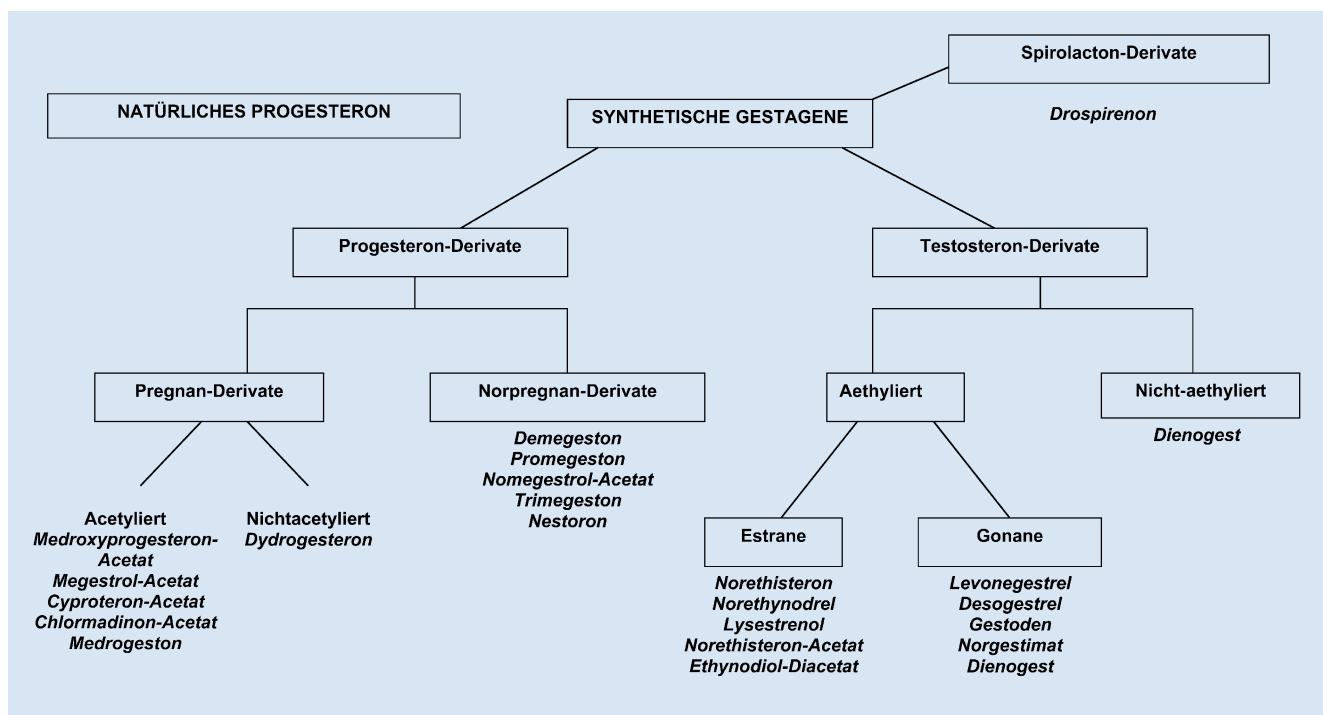 Spirolacton-Derivate
NATÜRLICHES PROGESTERON
SYNTHETISCHE GESTAGENE
Drospirenon
Progesteron-Derivate
Testosteron-Derivate
Pregnan-Derivate
Norpregnan-Derivate
Aethyliert
Nicht-aethyliert
Demegeston
Promegeston
Nomegestrol-Acetat
Trimegeston
Nestoron
Dienogest
Acetyliert
Medroxyprogesteron-
Acetat
Megestrol-Acetat
Cyproteron-Acetat
Chlormadinon-Acetat
Medrogeston
Nichtacetyliert
Dydrogesteron
Estrane
Norethisteron
Norethynodrel
Lysestrenol
Norethisteron-Acetat
Ethynodiol-Diacetat
Gonane
Levonegestrel
Desogestrel
Gestoden
Norgestimat
Dienogest